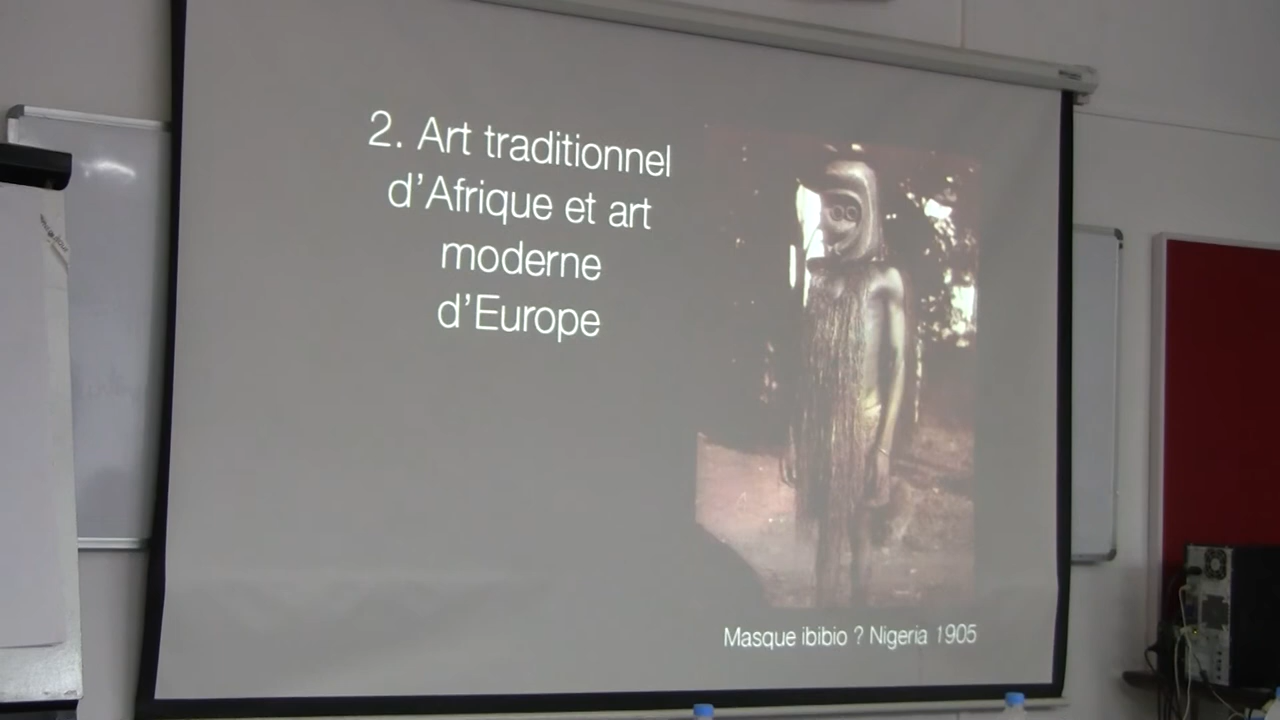 2. Art traditionnel
d'Afrique et art
moderne
d'Europe
Masque ibibio ? Nigeria 1905